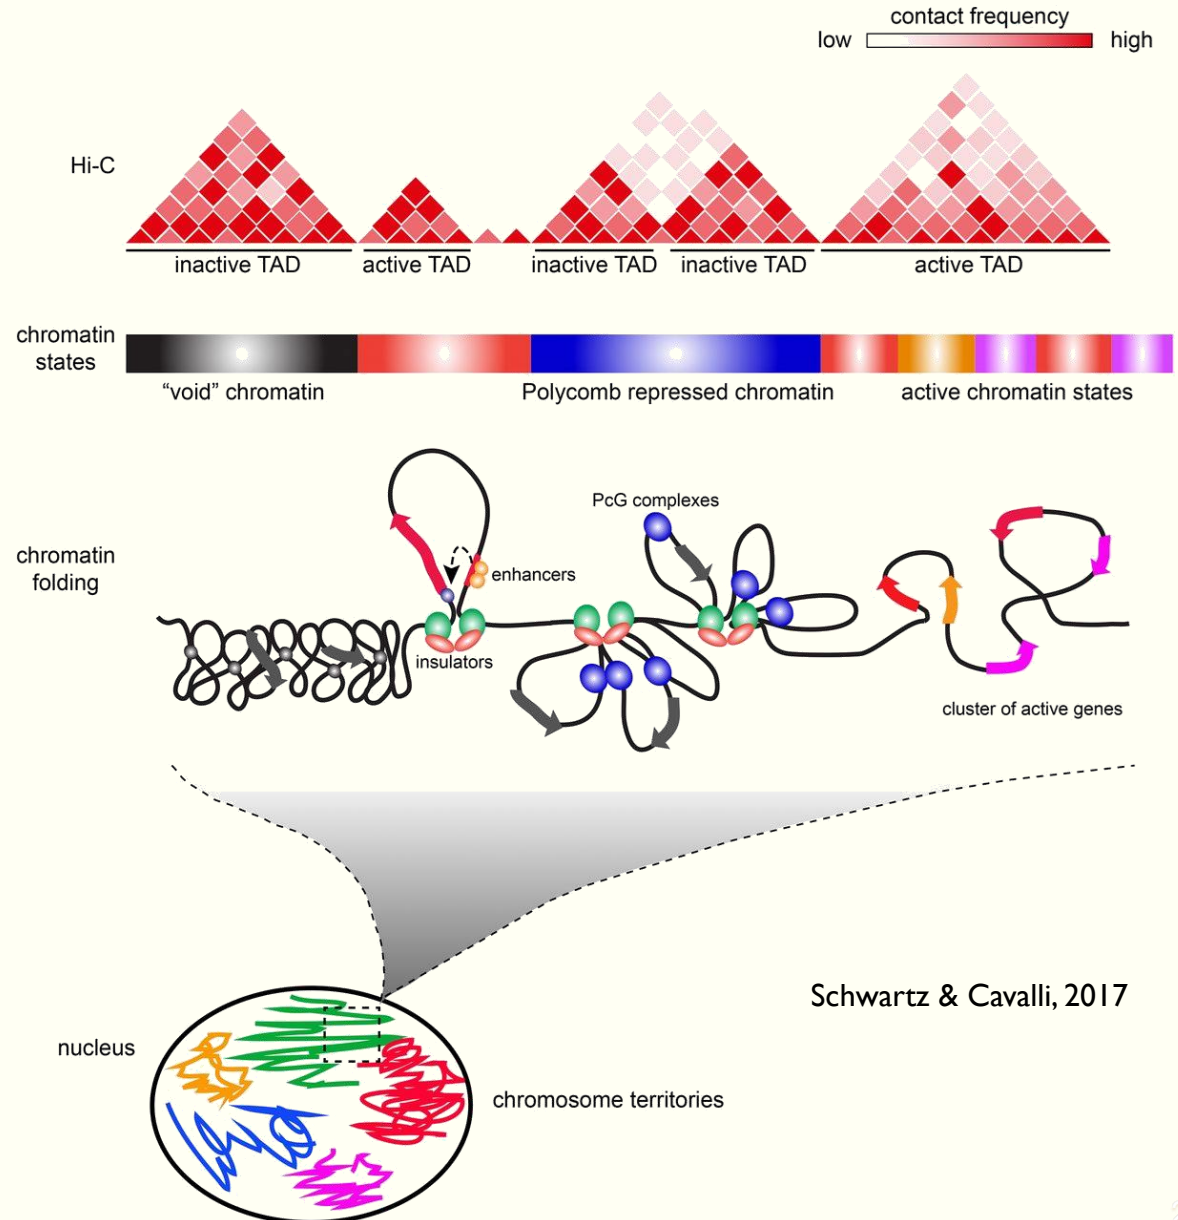 contact frequency
low high
Hi-C
inactive TAD active TAD inactive TAD inactive TAD active TAD
chromatin
states
“void” chromatin Polycomb repressed chromatin active chromatin states
PcG complexes
chromatin
folding
enhancers
insulators
cluster of active genes
Schwartz & Cavalli, 2017
nucleus
chromosome territories